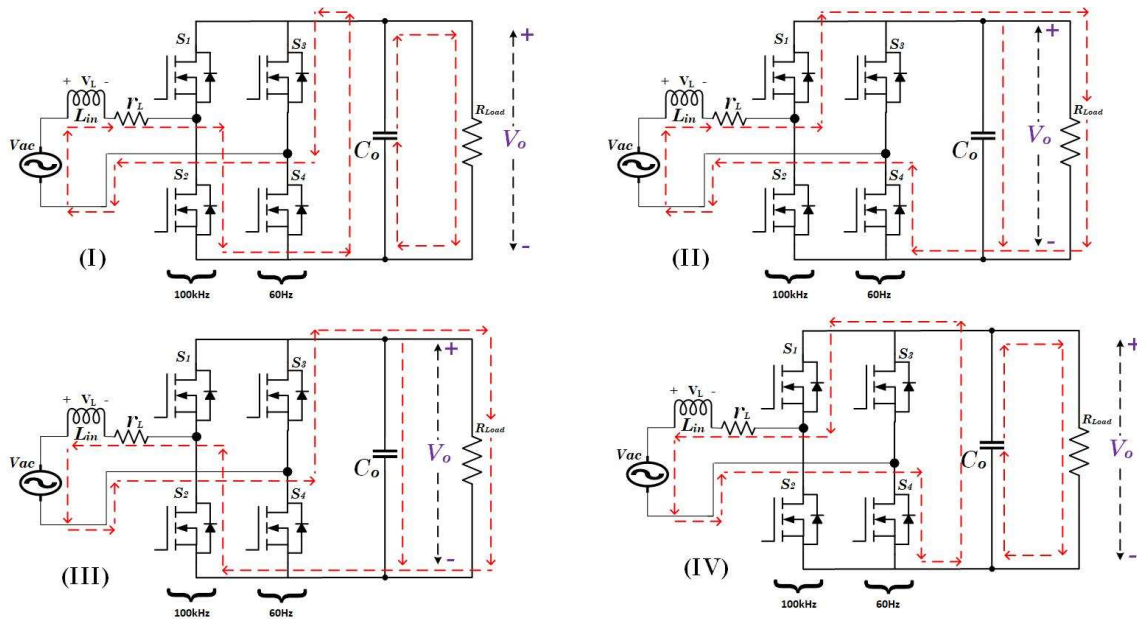 S1
S3
+ VL -
rL
Lin
Vac
+
Vo
-
Co
RLoad
S2
S4
(I)
100kHz
60Hz
S1
S3
+ VL -
rL
Lin
Vac
+
Vo
-
Co
RLoad
S2
S4
(II)
100kHz
60Hz
S1
S3
+ VL -
rL
Lin
Vac
+
Vo
-
Co
RLoad
S2
S4
(III)
100kHz
60Hz
S1
S3
+ VL -
rL
Lin
Vac
+
Vo
-
Co
RLoad
S2
S4
(IV)
100kHz
60Hz